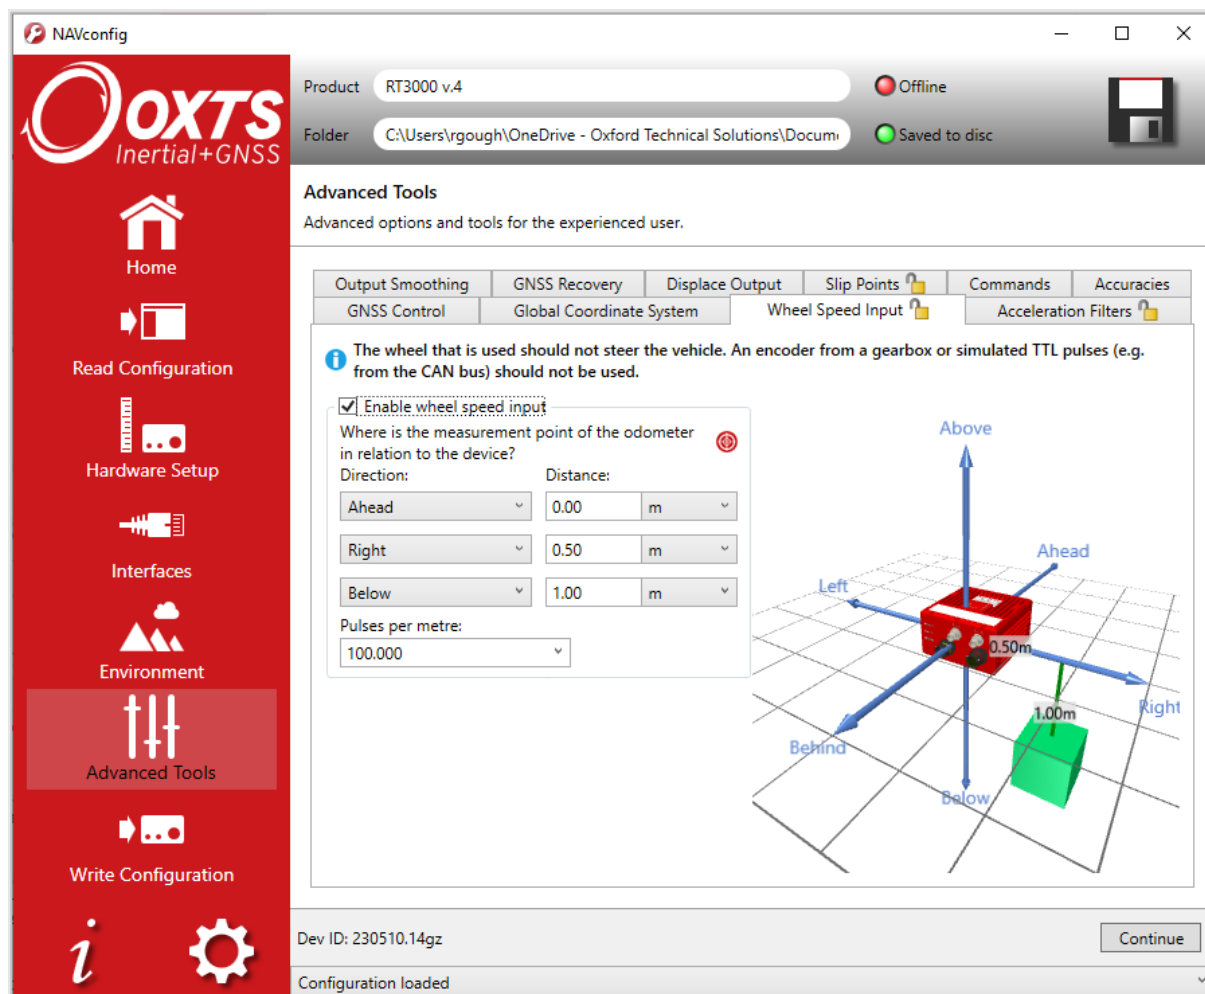 NAVconfig
OXTS
Inertial+GNSS
Product
RT3000 v.4
Offline
Folder
C:\Users\rgough\OneDrive - Oxford Technical Solutions\Docum
Saved to disc
Advanced Tools
Advanced options and tools for the experienced user.
Home
Read Configuration
Hardware Setup
Interfaces
Environment
Advanced Tools
Write Configuration
i
Output Smoothing
GNSS Recovery
Displace Output
Slip Points
Commands
Accuracies
GNSS Control
Global Coordinate System
Wheel Speed Input
Acceleration Filters
The wheel that is used should not steer the vehicle. An encoder from a gearbox or simulated TTL pulses (e.g.
from the CAN bus) should not be used.
Enable wheel speed input
Where is the measurement point of the odometer
in relation to the device?
Direction:
Distance:
Ahead
0.00
m
Right
0.50
m
Below
1.00
m
Pulses per metre:
100.000
Above
Ahead
Left
0.50m
1.00m
Right
Behind
Below
Dev ID: 230510.14gz
Continue
Configuration loaded